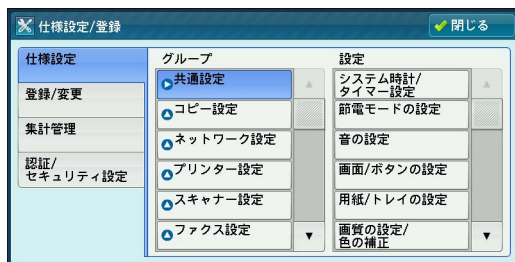 仕様設定/登録
閉じる
仕様設定
登録/変更
集計管理
認証/
セキュリティ設定
グループ
共通設定
コピー設定
ネットワーク設定
プリンター設定
スキャナー設定
ファクス設定
設定
システム時計/
タイマー設定
節電モードの設定
音の設定
画面/ボタンの設定
用紙/トレイの設定
画質の設定/
色の補正